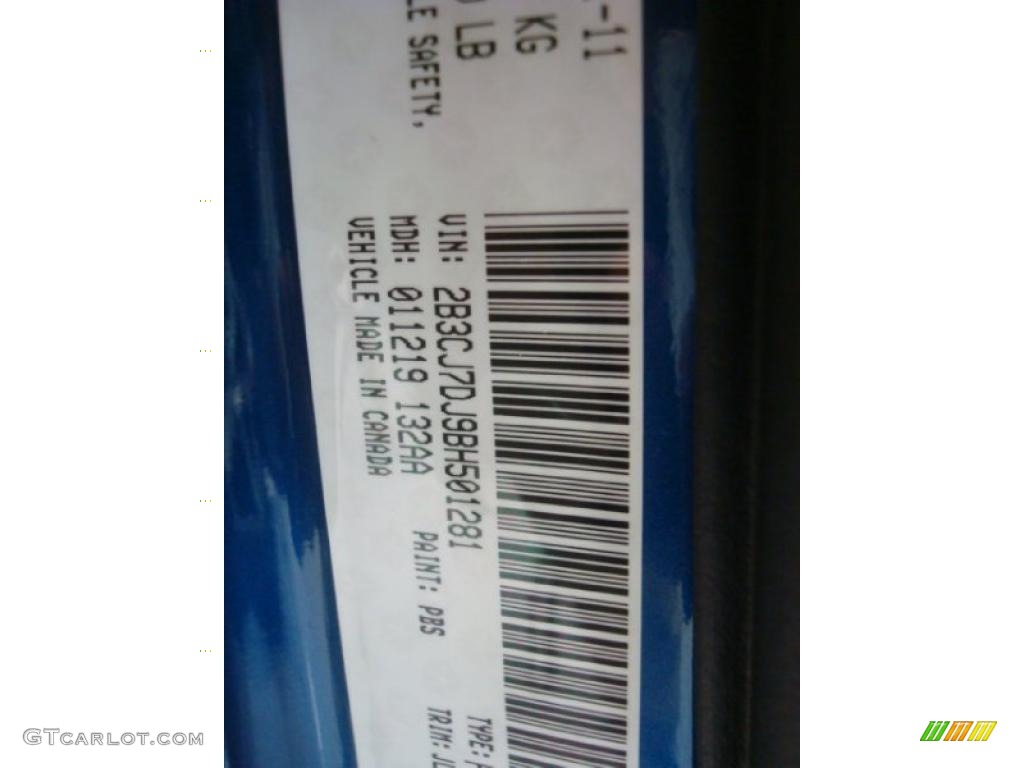 -11
KG
LB
SAFETY,
VIN: 2B3CJ7DJ9BH501281
MDH: 011219 132AA PAINT: PBS
VEHICLE MADE IN CANADA
TYPE:
TRIM:
GTCARLOT.COM